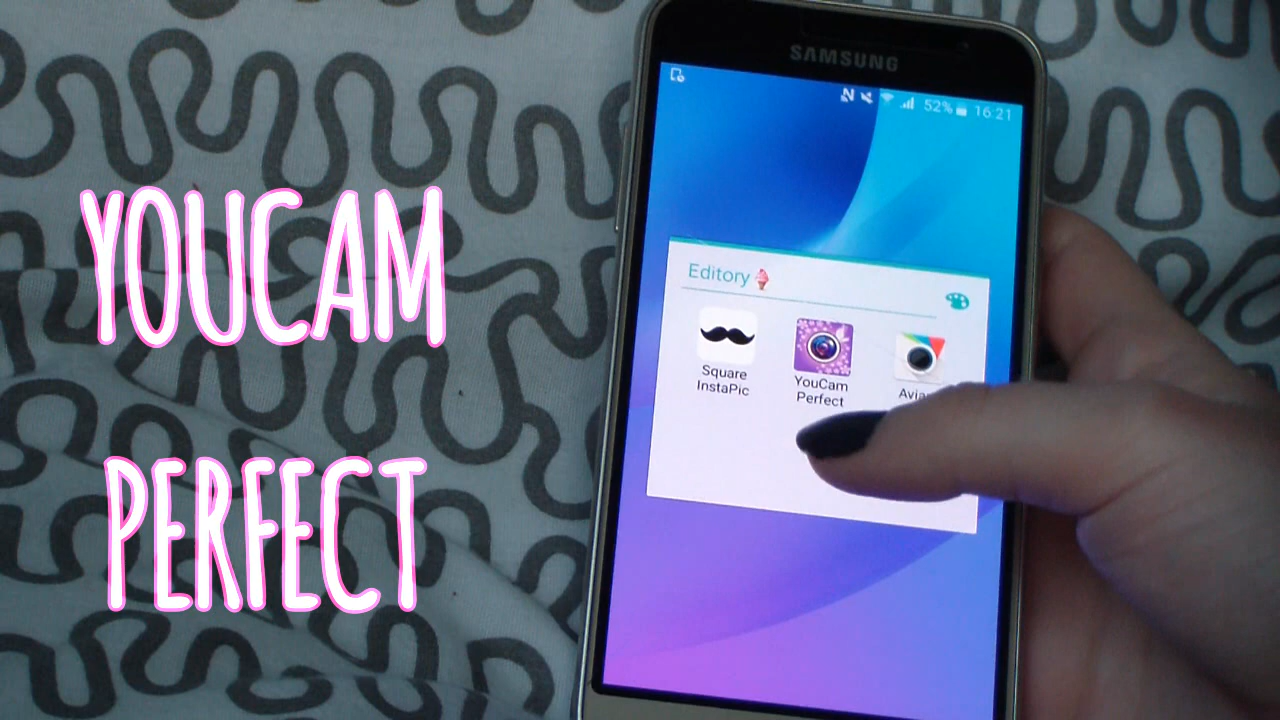 YOUCAM
PERFECT
SAMSUNG
52% 16:21
Editory
Square
InstaPic
YouCam
Perfect